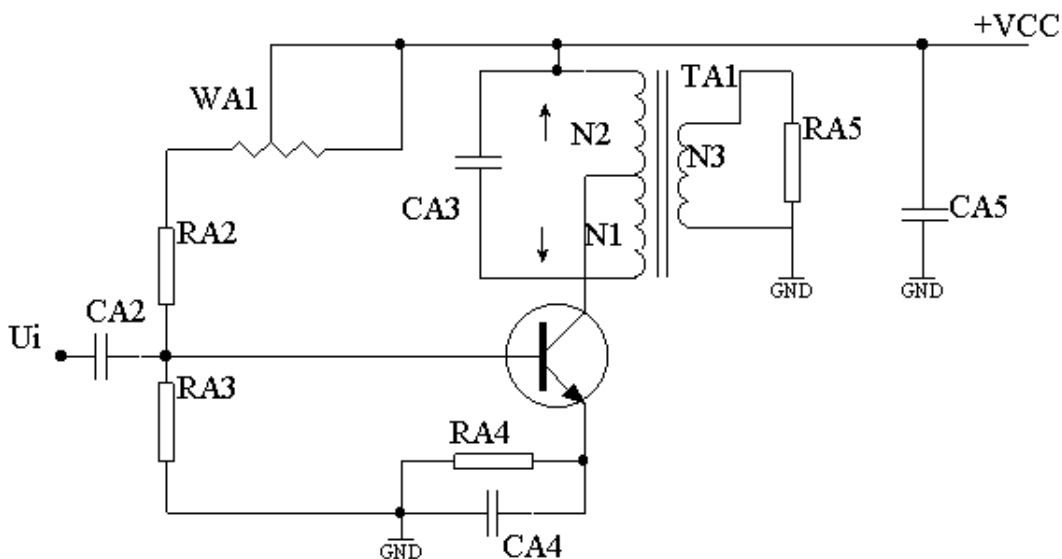 +VCC
WA1
TA1
N2
N3
RA5
CA3
CA5
RA2
N1
GND
GND
CA2
Ui
RA3
RA4
GND
CA4